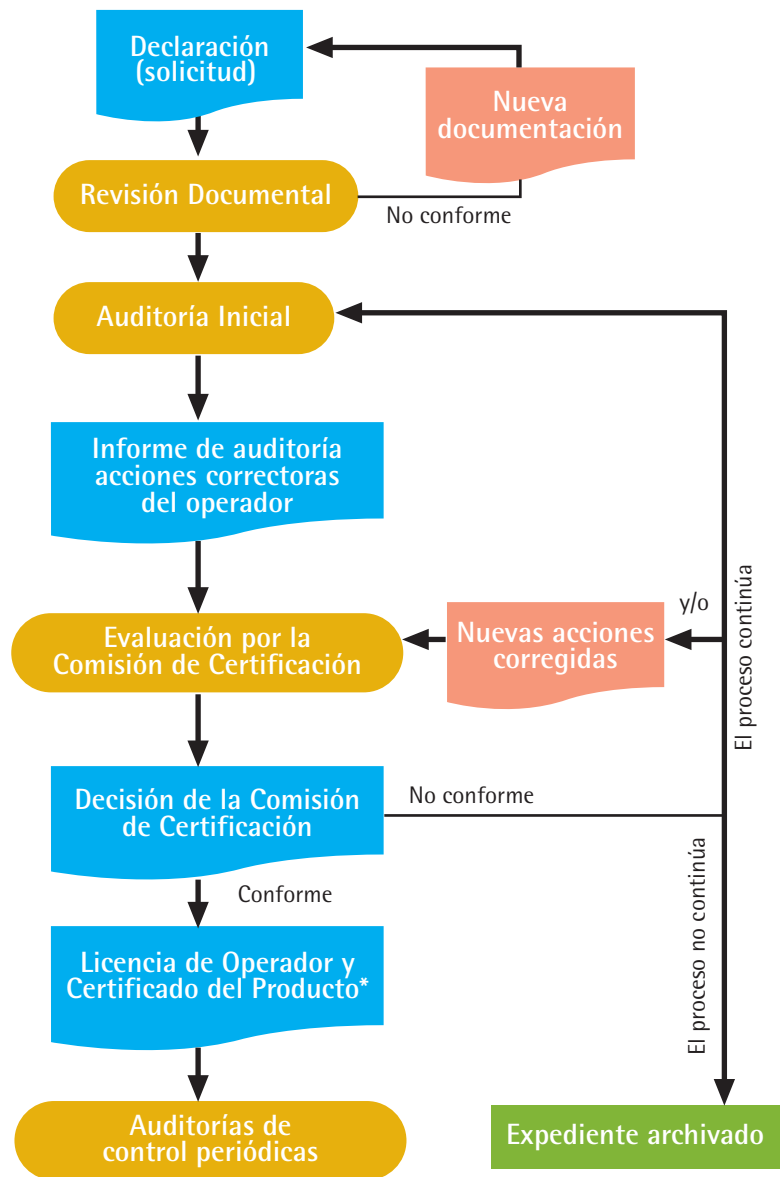 Declaración
(solicitud)
Nueva
documentación
Revisión Documental
No conforme
Auditoría Inicial
Informe de auditoría
acciones correctoras
del operador
El proceso continúa
y/o
Evaluación por la
Comisión de Certificación
Nuevas acciones
corregidas
Decisión de la Comisión
de Certificación
No conforme
El proceso no continúa
Conforme
Licencia de Operador y
Certificado del Producto*
Auditorías de
control periódicas
Expediente archivado